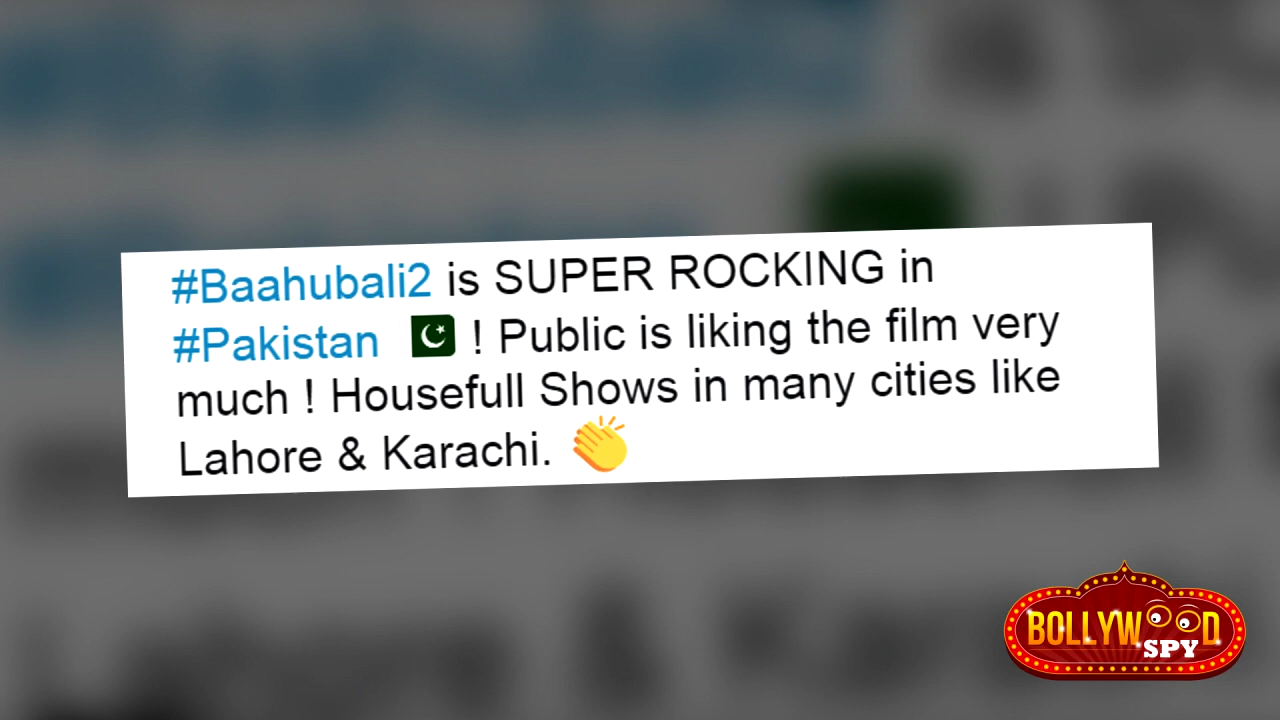 #Baahubali2 is SUPER ROCKING in
#Pakistan 🇵🇰 ! Public is liking the film very
much ! Housefull Shows in many cities like
Lahore & Karachi. 👏
BOLLYWOOD
SPY